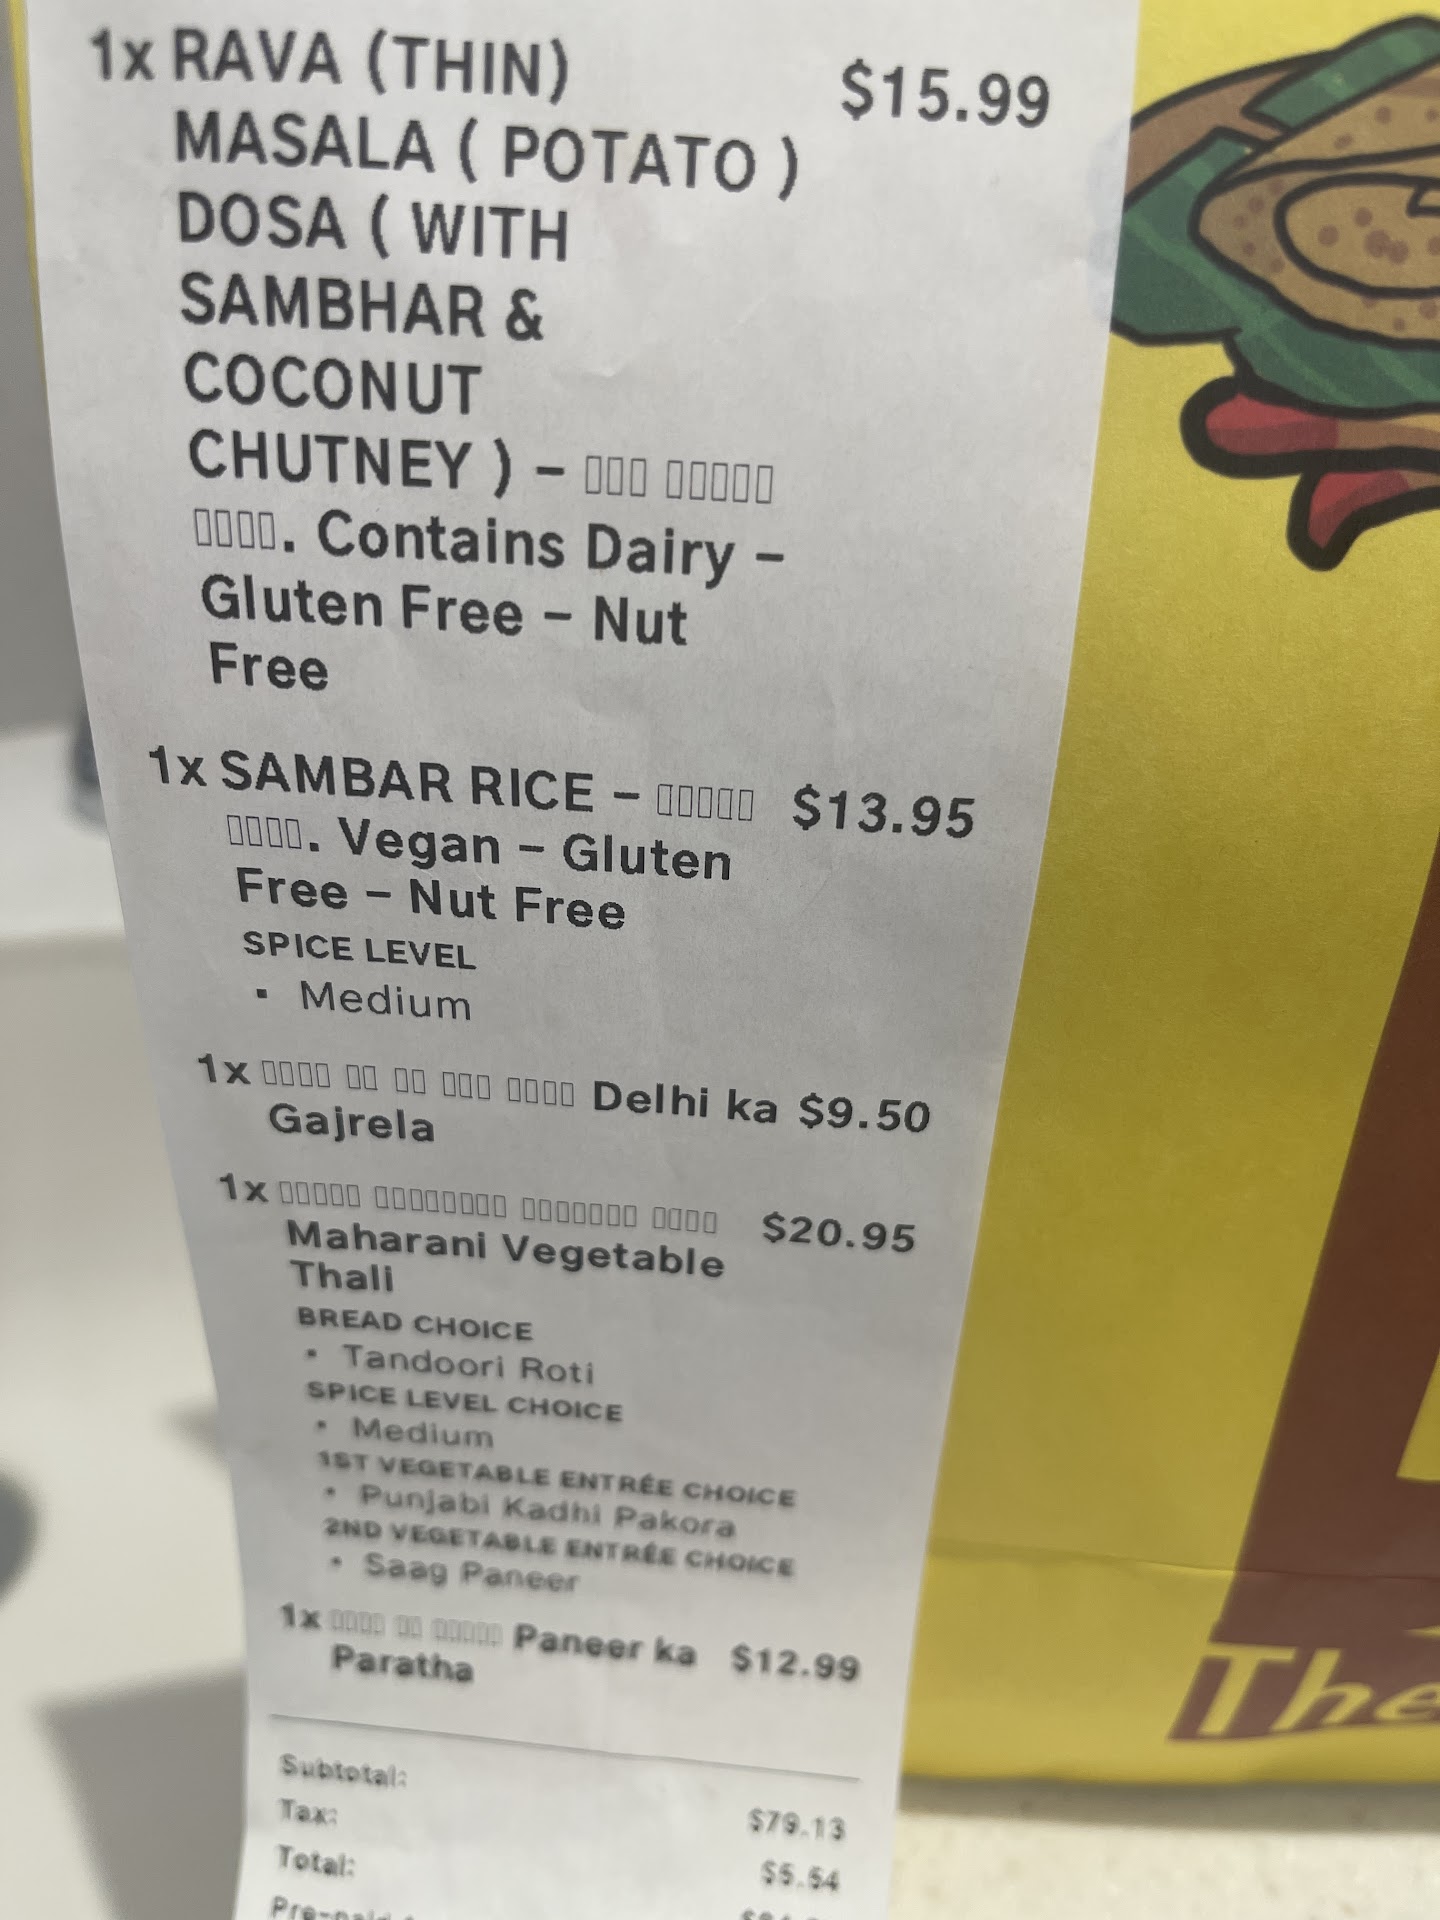 1x RAVA (THIN) $15.99
MASALA ( POTATO )
DOSA ( WITH
SAMBHAR &
COCONUT
CHUTNEY ) – ▯▯▯ ▯▯▯▯▯
▯▯▯▯. Contains Dairy –
Gluten Free – Nut
Free
1x SAMBAR RICE – ▯▯▯▯▯ $13.95
▯▯▯▯. Vegan – Gluten
Free – Nut Free
SPICE LEVEL
▪ Medium
1x ▯▯▯▯ ▯▯ ▯▯ ▯▯▯ ▯▯▯▯ Delhi ka $9.50
Gajrela
1x ▯▯▯▯▯ ▯▯▯▯▯▯▯▯ ▯▯▯▯▯▯▯ ▯▯▯▯ $20.95
Maharani Vegetable
Thali
BREAD CHOICE
▪ Tandoori Roti
SPICE LEVEL CHOICE
▪ Medium
1ST VEGETABLE ENTRÉE CHOICE
▪ Punjabi Kadhi Pakora
2ND VEGETABLE ENTRÉE CHOICE
▪ Saag Paneer
1x ▯▯▯▯ ▯▯ ▯▯▯▯▯ Paneer ka $12.99
Paratha
Subtotal: $79.13
Tax: $5.54
Total:
Pre-paid
The